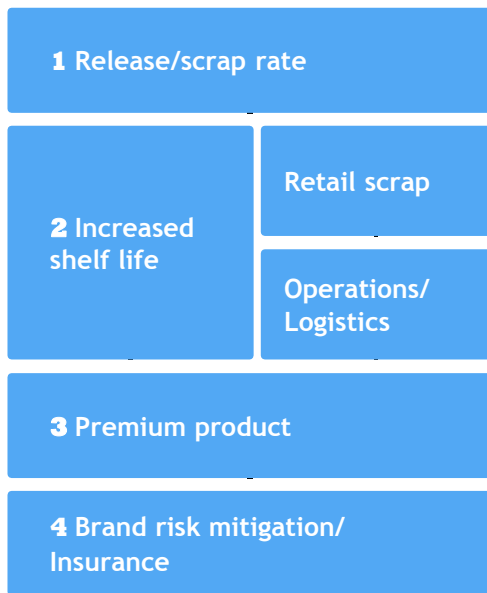 1 Release/scrap rate
2 Increased
shelf life
Retail scrap
Operations/
Logistics
3 Premium product
4 Brand risk mitigation/
Insurance